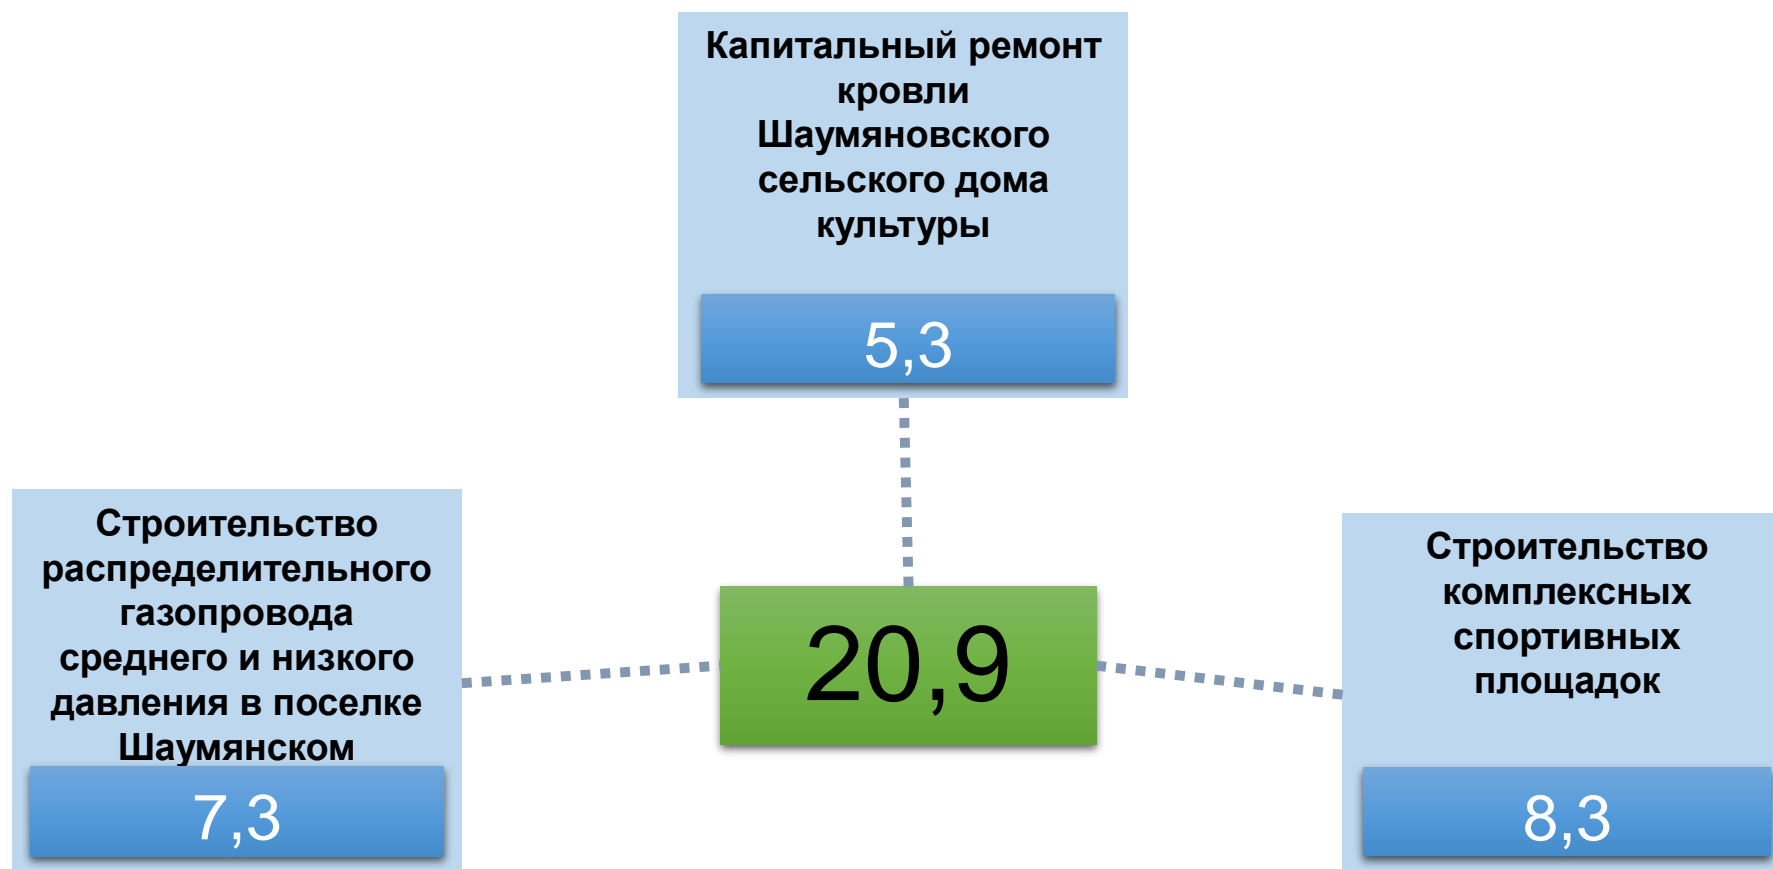 Капитальный ремонт
кровли
Шаумяновского
сельского дома
культуры
5,3
Строительство
распределительного
газопровода
среднего и низкого
давления в поселке
Шаумянском
7,3
20,9
Строительство
комплексных
спортивных
площадок
8,3